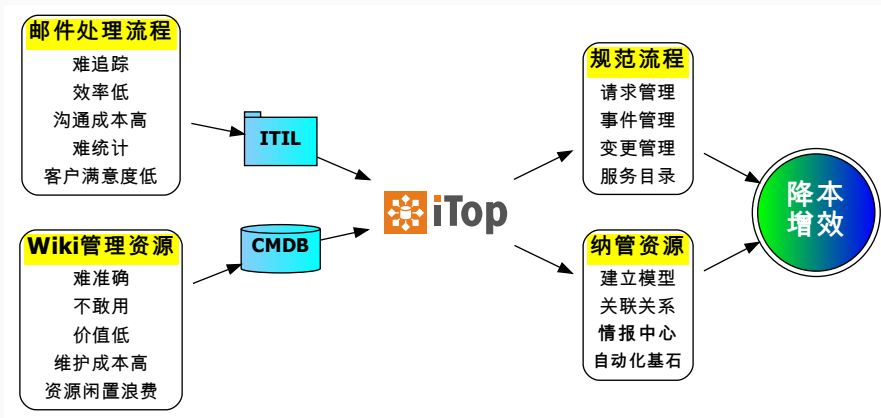 邮件处理流程
难追踪
效率低
沟通成本高
难统计
客户满意度低
Wiki管理资源
难准确
不敢用
价值低
维护成本高
资源闲置浪费
ITIL
CMDB
iTop
规范流程
请求管理
事件管理
变更管理
服务目录
纳管资源
建立模型
关联关系
情报中心
自动化基石
降本
增效